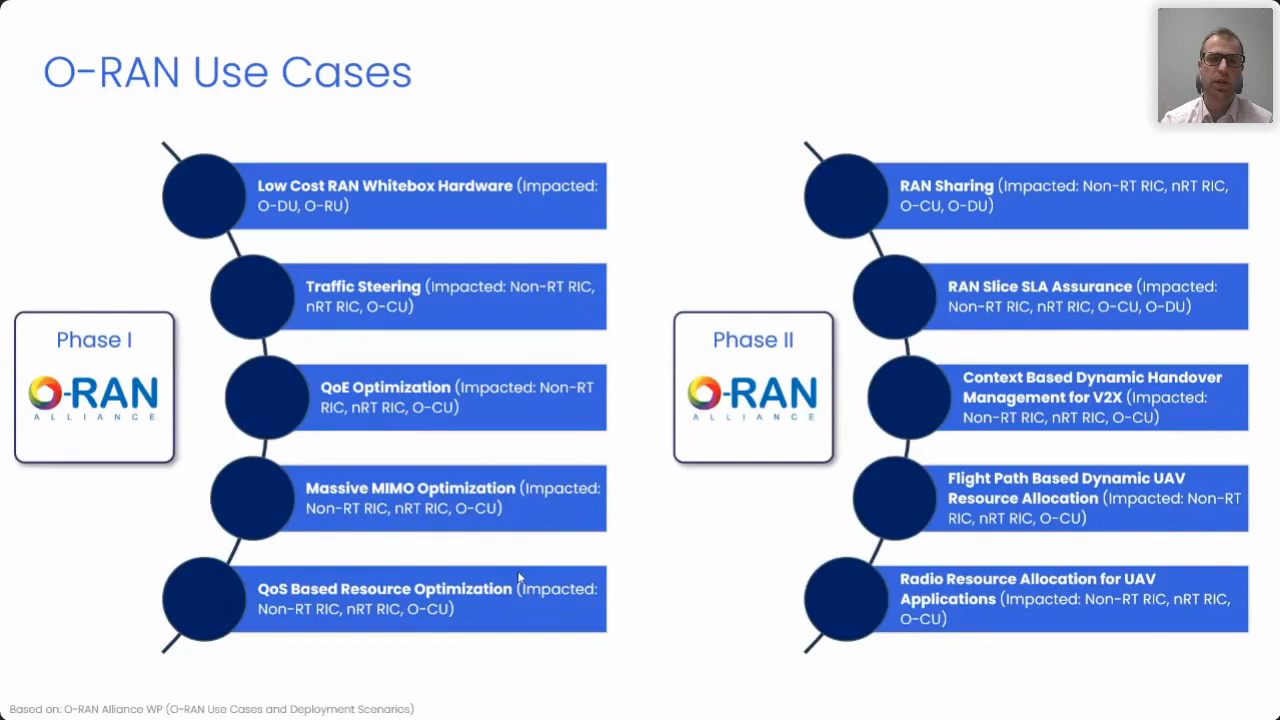 O-RAN Use Cases
Low Cost RAN Whitebox Hardware (Impacted:
O-DU, O-RU)
Traffic Steering (Impacted: Non-RT RIC,
nRT RIC, O-CU)
Phase I
O-RAN
ALLIANCE
QoE Optimization (Impacted: Non-RT
RIC, nRT RIC, O-CU)
Massive MIMO Optimization (Impacted:
Non-RT RIC, nRT RIC, O-CU)
QoS Based Resource Optimization (Impacted:
Non-RT RIC, nRT RIC, O-CU)
RAN Sharing (Impacted: Non-RT RIC, nRT RIC,
O-CU, O-DU)
RAN Slice SLA Assurance (Impacted:
Non-RT RIC, nRT RIC, O-CU, O-DU)
Phase II
O-RAN
ALLIANCE
Context Based Dynamic Handover
Management for V2X (Impacted:
Non-RT RIC, nRT RIC, O-CU)
Flight Path Based Dynamic UAV
Resource Allocation (Impacted: Non-RT
RIC, nRT RIC, O-CU)
Radio Resource Allocation for UAV
Applications (Impacted: Non-RT RIC, nRT RIC,
O-CU)
Based on: O-RAN Alliance WP (O-RAN Use Cases and Deployment Scenarios)